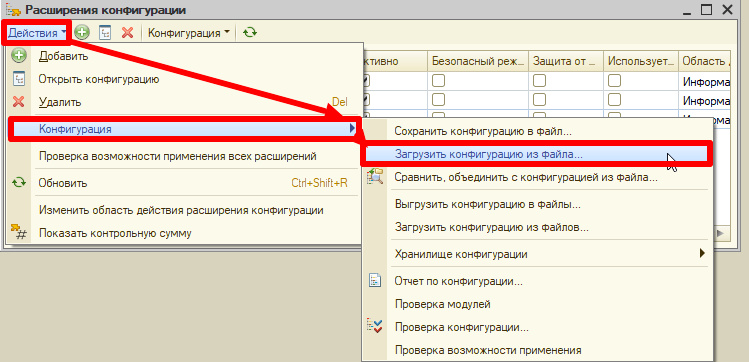 Расширения конфигурации
Действия Конфигурация
Добавить
Открыть конфигурацию
Удалить Del
Конфигурация
Проверка возможности применения всех расширений
Обновить Ctrl+Shift+R
Изменить область действия расширения конфигурации
Показать контрольную сумму
Безопасный реж... Защита от ... Использует...
Область
Информа
Информа
Сохранить конфигурацию в файл...
Загрузить конфигурацию из файла...
Сравнить, объединить с конфигурацией из файла...
Выгрузить конфигурацию в файлы...
Загрузить конфигурацию из файлов...
Хранилище конфигурации
Отчет по конфигурации...
Проверка модулей
Проверка конфигурации...
Проверка возможности применения